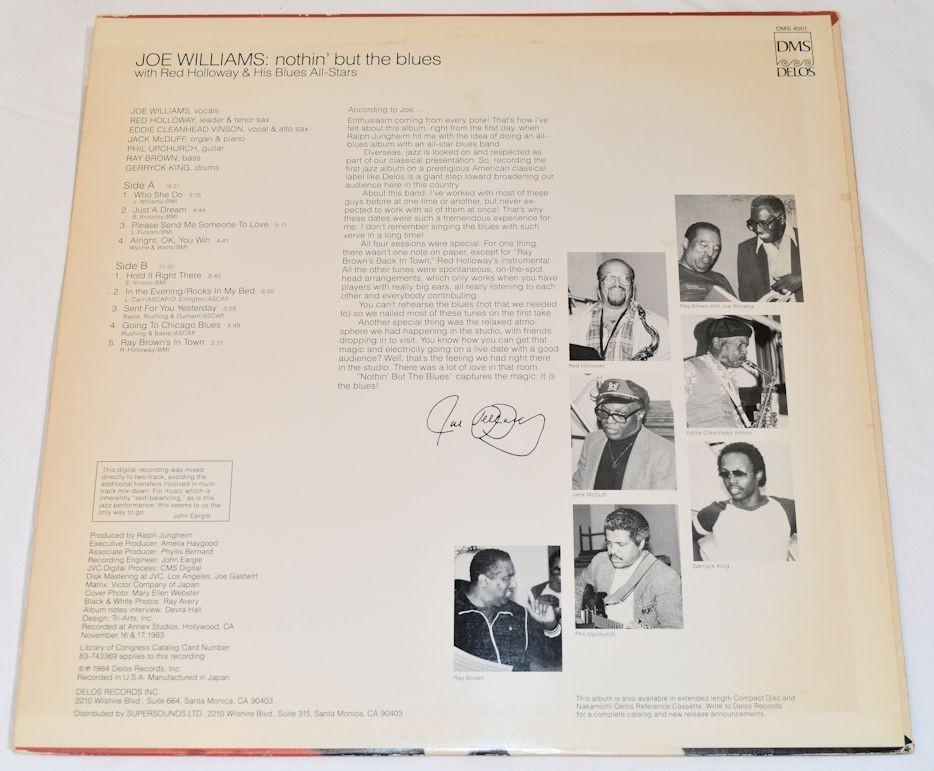 DMS 4001
DMS
DELOS
JOE WILLIAMS: nothin' but the blues
with Red Holloway & His Blues All-Stars
JOE WILLIAMS, vocals
RED HOLLOWAY, leader & tenor sax
EDDIE CLEANHEAD VINSON, vocal & alto sax
JACK McDUFF, organ & piano
PHIL UPCHURCH, guitar
RAY BROWN, bass
GERRYCK KING, drums
Side A 19:51
1. Who She Do 5:15
J. Williams/BMI
2. Just A Dream 4:44
B. Broonzy/BMI
3. Please Send Me Someone To Love 5:11
L. Fulsom/BMI
4. Alright, OK, You Win 4:41
Wyche & Watts/BMI
Side B 21:45
1. Hold It Right There 2:42
E. Vinson/BMI
2. In the Evening/Rocks In My Bed 6:55
L. Carr/ASCAP/D. Ellington/ASCAP
3. Sent For You Yesterday 3:29
Basie, Rushing & Durham/ASCAP
4. Going To Chicago Blues 4:48
Rushing & Basie/ASCAP
5. Ray Brown's In Town 3:51
R. Holloway/BMI
According to Joe ...
Enthusiasm coming from every pore! That's how I've
felt about this album, right from the first day, when
Ralph Jungheim hit me with the idea of doing an all-
blues album with an all-star blues band.
Overseas, jazz is looked on and respected as
part of our classical presentation. So, recording the
first jazz album on a prestigious American classical
label like Delos is a giant step toward broadening our
audience here in this country.
About this band, I've worked with most of these
guys before at one time or another, but never ex-
pected to work with all of them at once! That's why
these dates were such a tremendous experience for
me. I don't remember singing the blues with such
verve in a long time!
All four sessions were special. For one thing,
there wasn't one note on paper, except for "Ray
Brown's Back In Town," Red Holloway's instrumental.
All the other tunes were spontaneous, on-the-spot
head arrangements, which only works when you have
players with really big ears, all really listening to each
other and everybody contributing.
You can't rehearse the blues (not that we needed
to) so we nailed most of these tunes on the first take.
Another special thing was the relaxed atmo-
sphere we had happening in the studio, with friends
dropping in to visit. You know how you can get that
magic and electricity going on a live date with a good
audience? Well, that's the feeling we had right there
in the studio. There was a lot of love in that room.
"Nothin' But The Blues" captures the magic. It is
the blues!
Joe Williams
Ray Brown with Joe Williams
Red Holloway
Eddie Cleanhead Vinson
Jack McDuff
Gerryck King
Phil Upchurch
Ray Brown
This digital recording was mixed
directly to two-track, avoiding the
additional transfers involved in multi-
track mix-down. For music which is
inherently "self-balancing," as is this
jazz performance, this seems to us the
only way to go.
John Eargle
Produced by Ralph Jungheim
Executive Producer: Amelia Haygood
Associate Producer: Phyllis Bernard
Recording Engineer: John Eargle
JVC Digital Process: CMS Digital
Disk Mastering at JVC, Los Angeles, Joe Gastwirt
Matrix: Victor Company of Japan.
Cover Photo: Mary Ellen Webster
Black & White Photos: Ray Avery
Album notes interview: Devra Hall
Design: Tri-Arts, Inc.
Recorded at Annex Studios, Hollywood, CA
November 16 & 17, 1983
Library of Congress Catalog Card Number
83-743369 applies to this recording
©℗ 1984 Delos Records, Inc.
Recorded in U.S.A. Manufactured in Japan
DELOS RECORDS INC.
2210 Wilshire Blvd., Suite 664, Santa Monica, CA 90403
Distributed by SUPERSOUNDS LTD., 2210 Wilshire Blvd., Suite 315, Santa Monica, CA 90403
This album is also available in extended length Compact Disc and
Nakamichi/Delos Reference Cassette. Write to Delos Records
for a complete catalog and new release announcements.